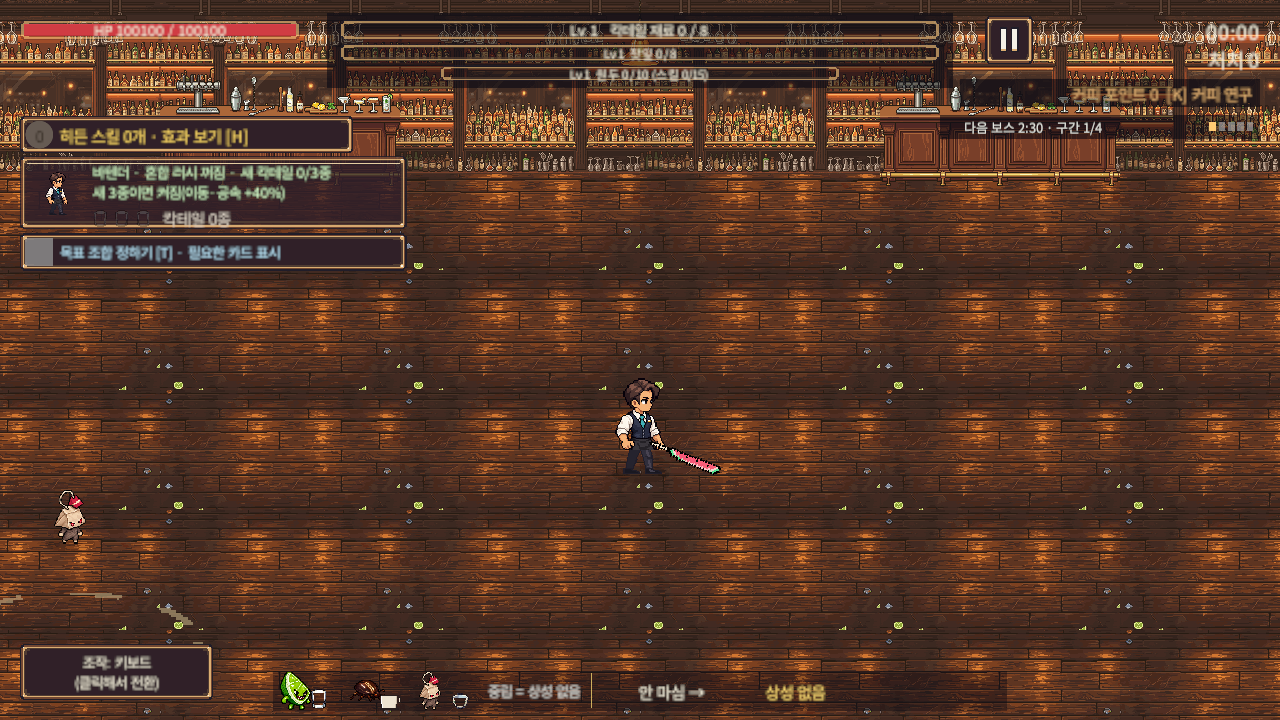 HP 100100 / 100100
Lv 1 칵테일 재료 0 / 8
Lv1 0/8
Lv1 원두 0/10 (스킬 0/15)
00:00
처치 0
커피 포인트 0 [K] 커피 연구
다음 보스 2:30 · 구간 1/4
0 히든 스킬 0개 · 효과 보기 [H]
바텐더 - 혼합 러시 꺼짐 - 새 칵테일 0/3종
새 3종이면 켜짐(이동·공속 +40%)
칵테일 0종
목표 조합 정하기 [T] - 필요한 카드 표시
조작: 키보드
(클릭해서 전환)
중립 = 상성 없음
안 마심 →
상성 없음